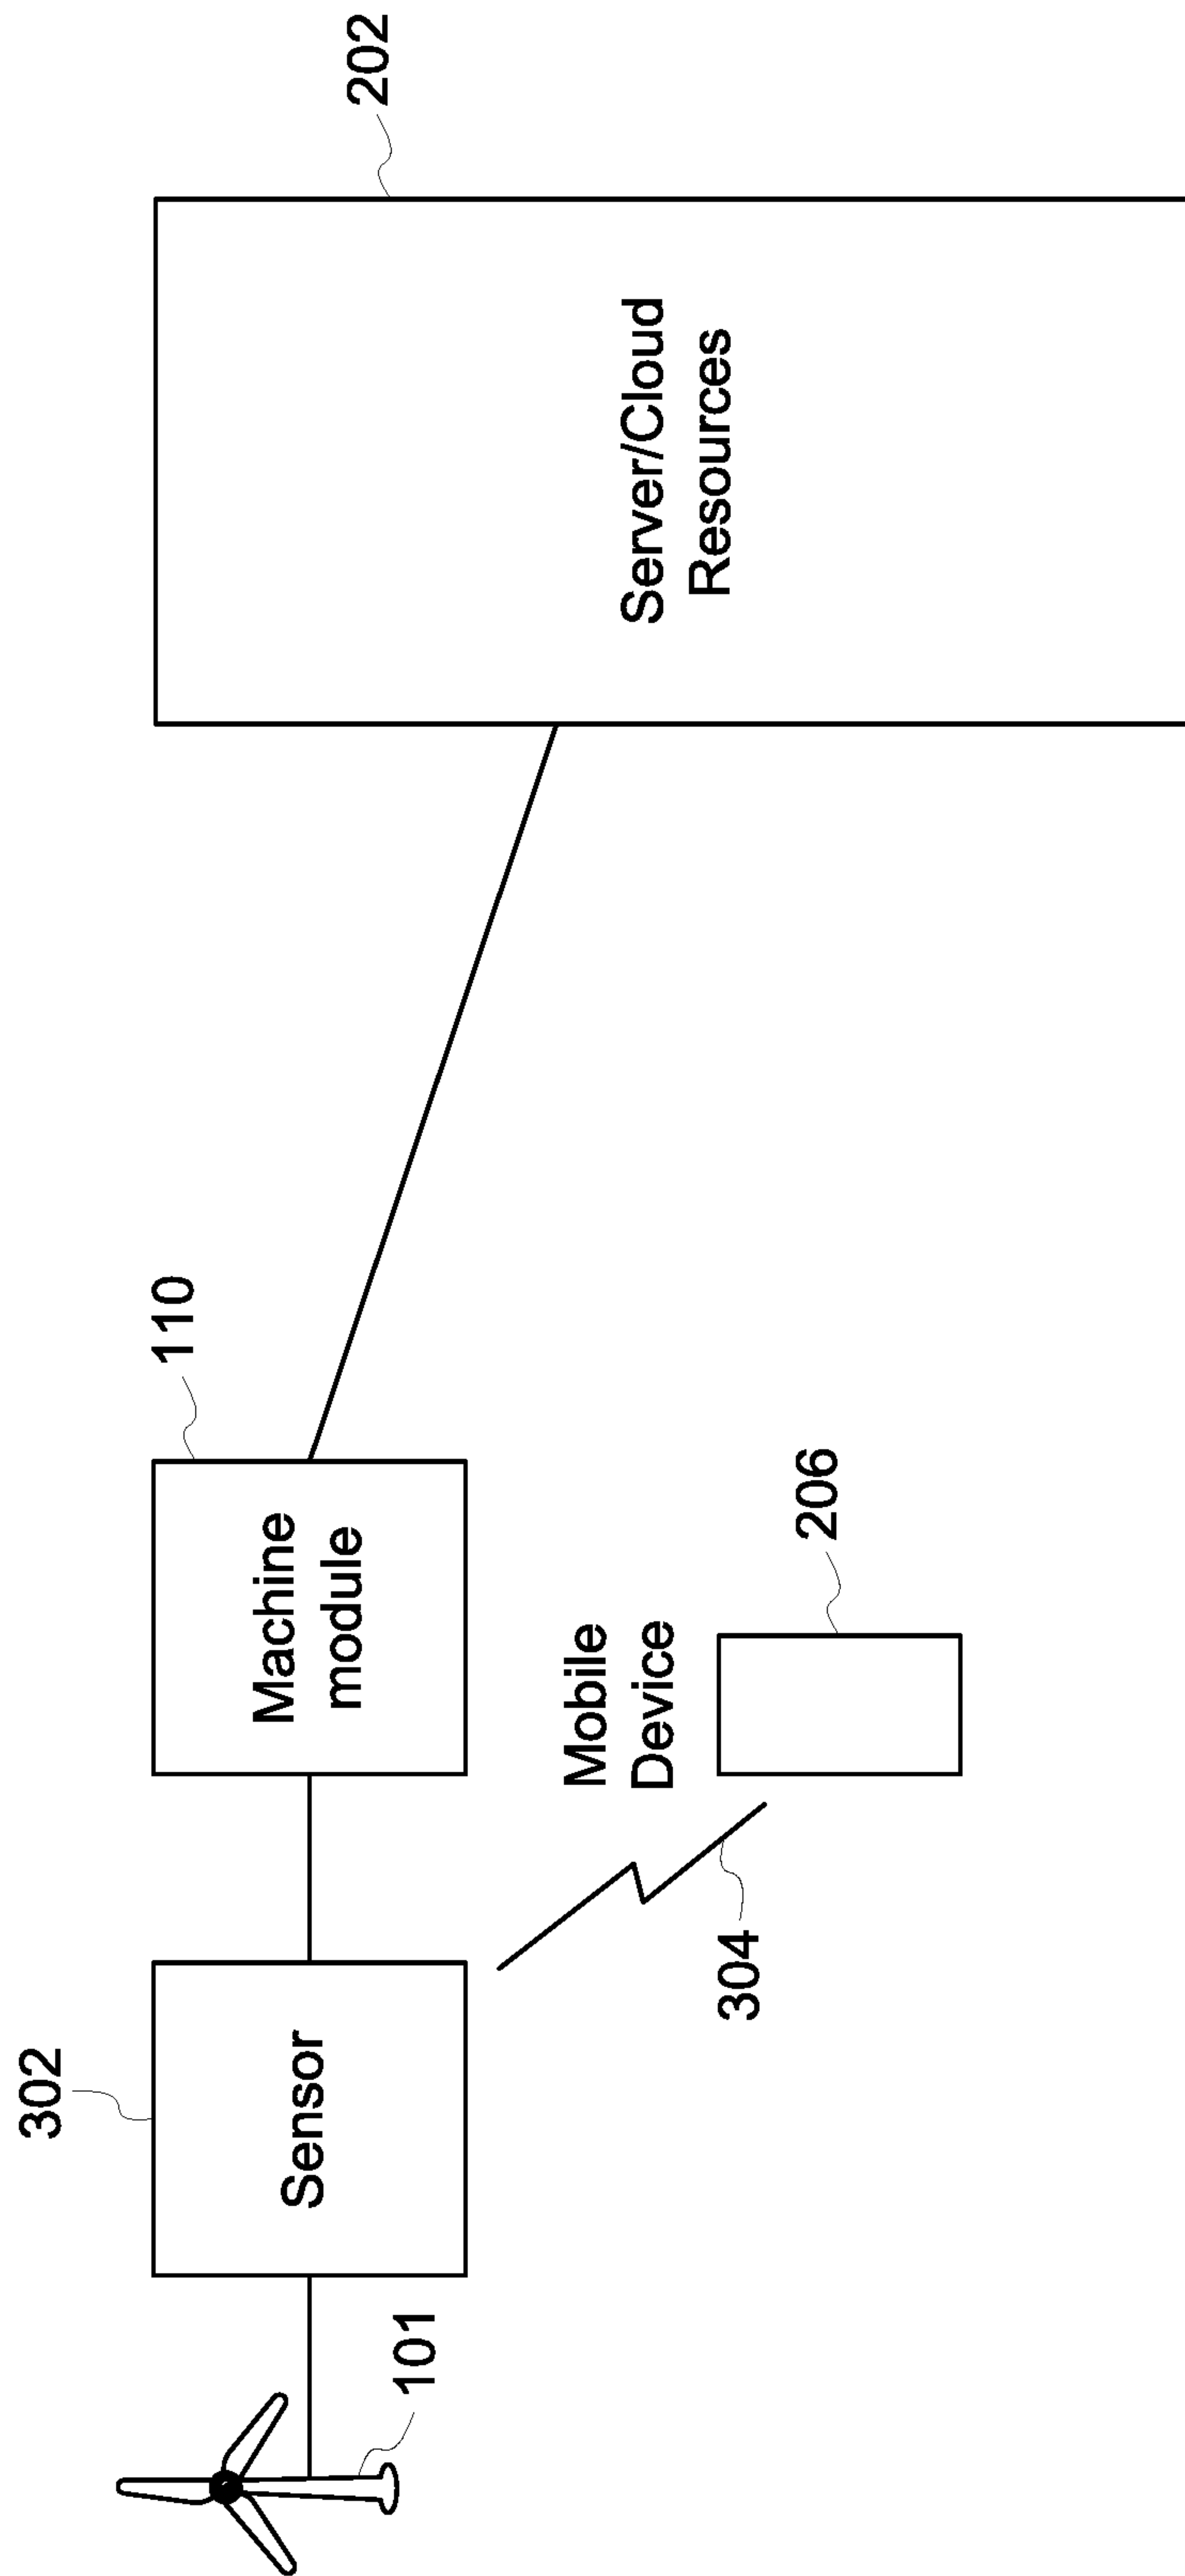 302
Sensor
101
Machine
module
110
Mobile
Device
206
304
Server/Cloud
Resources
202